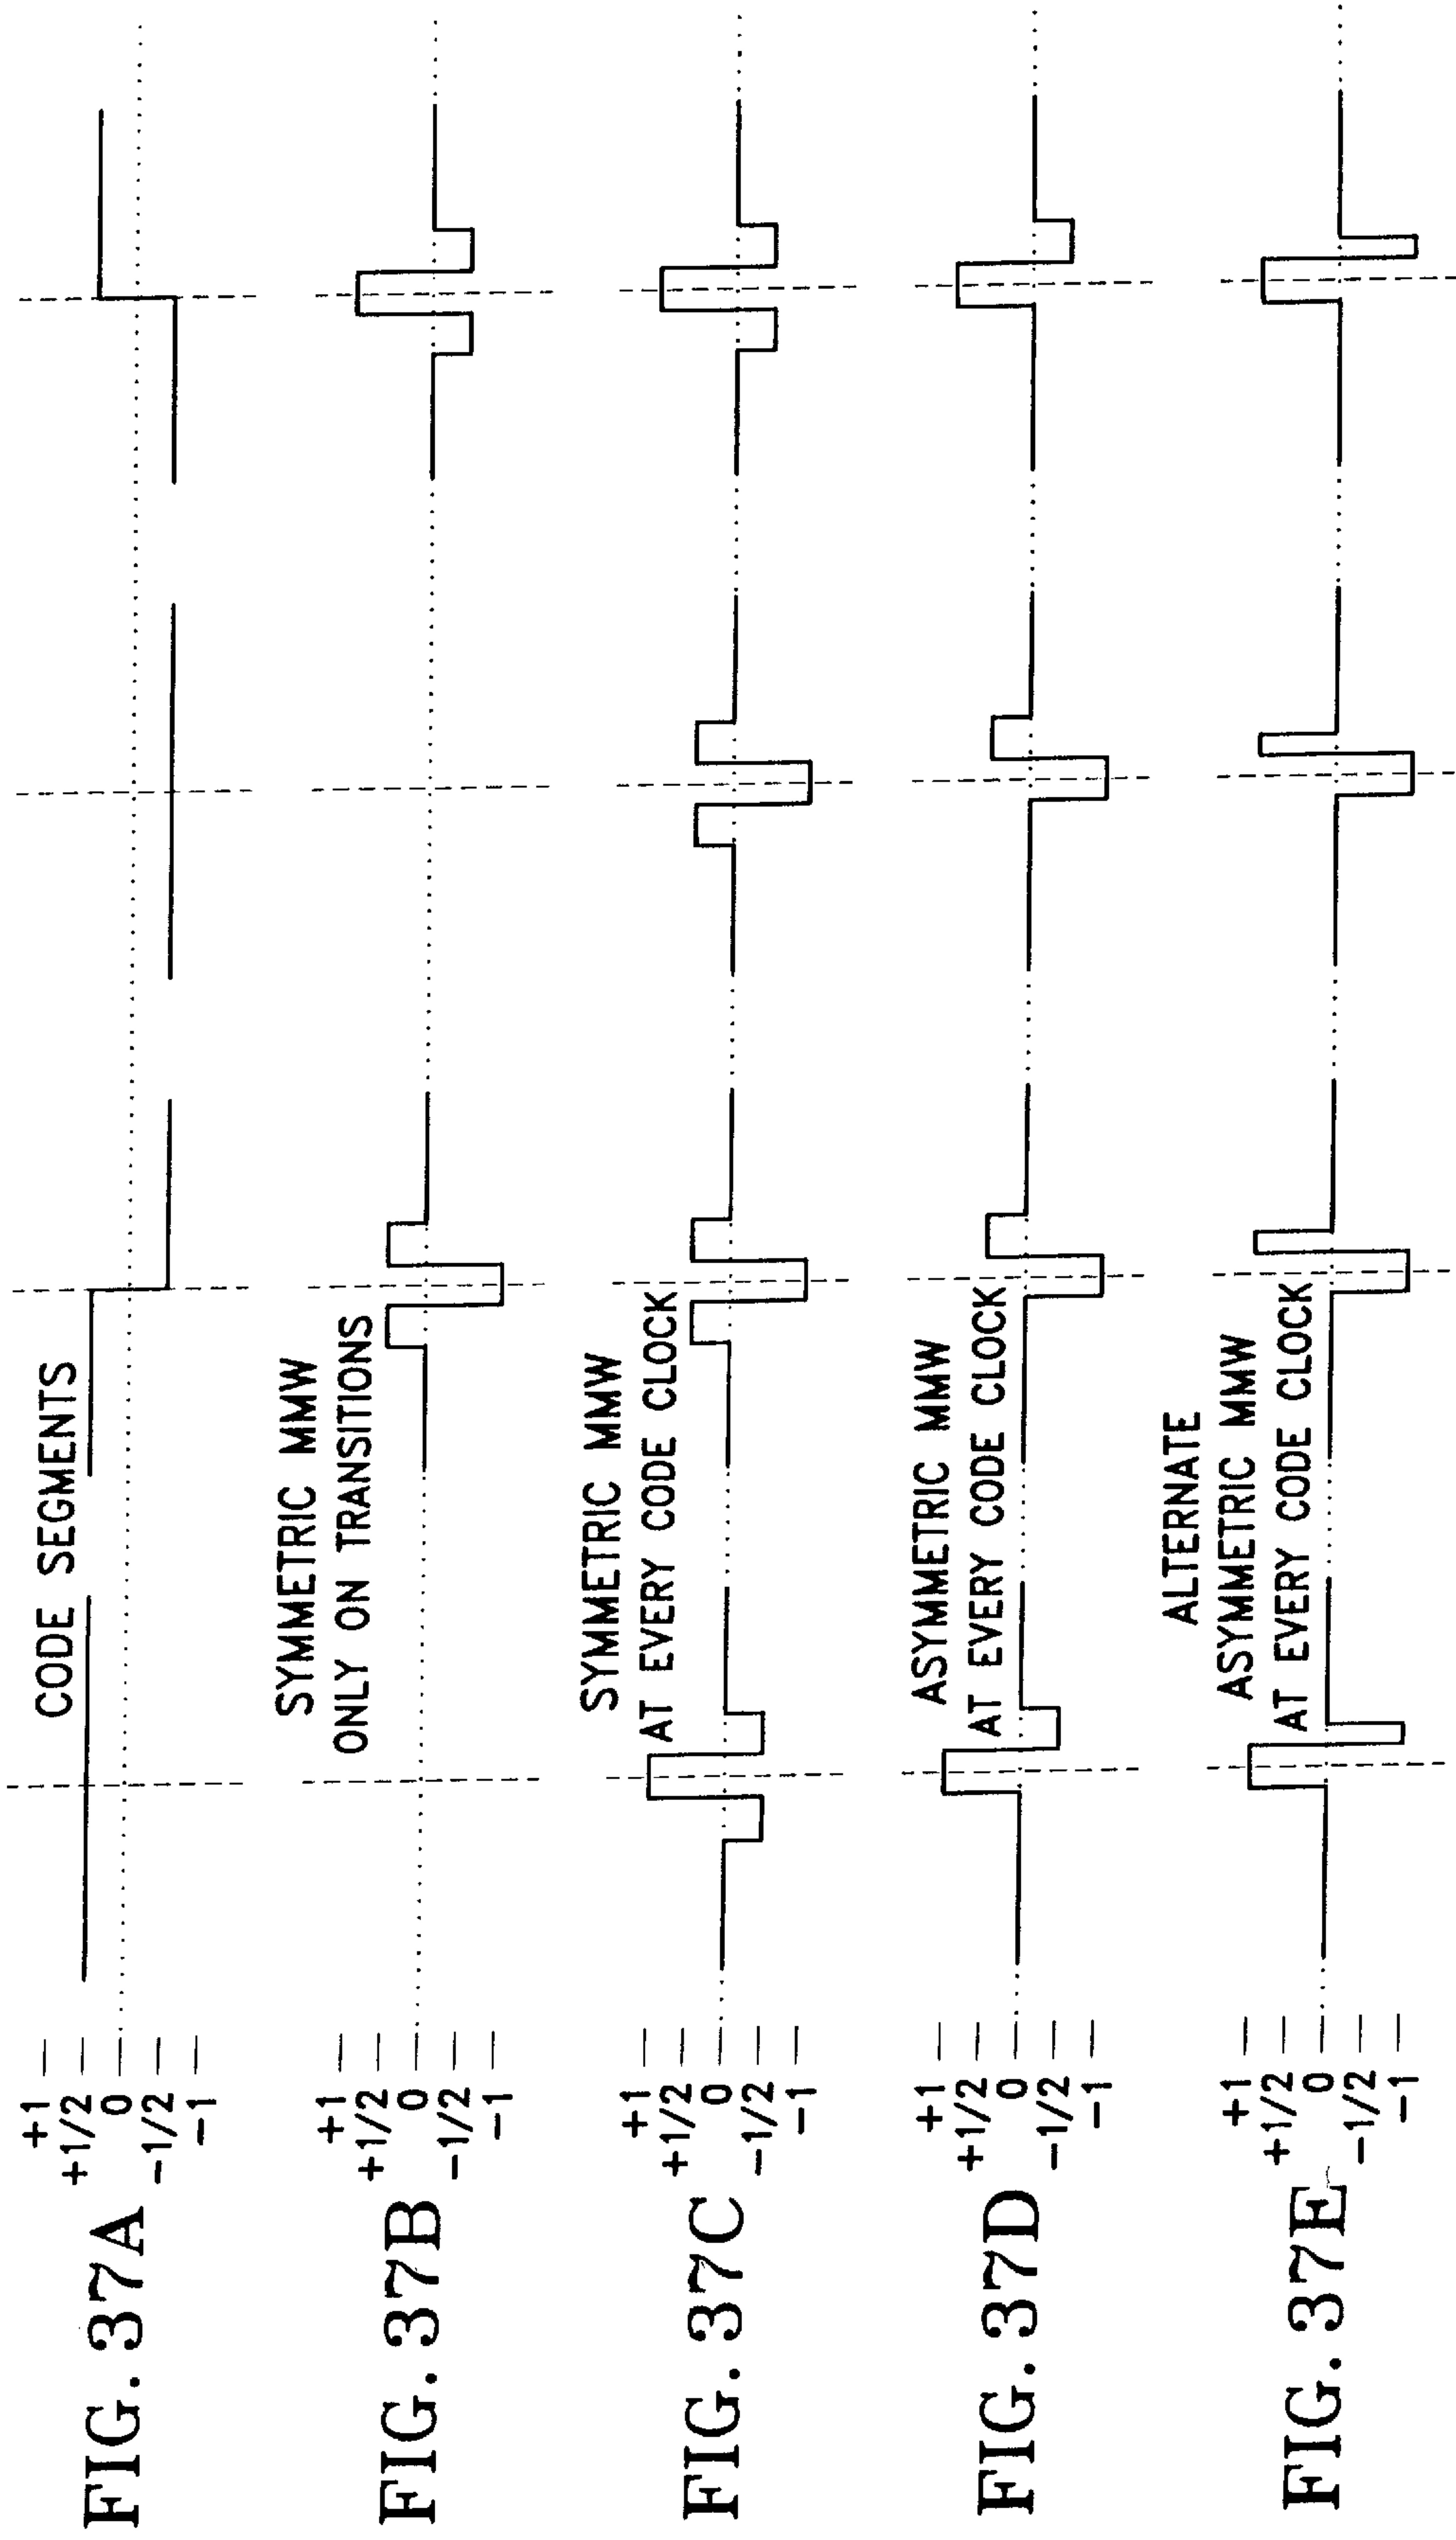 FIG. 37A
+1
+1/2
0
-1/2
-1
CODE SEGMENTS
FIG. 37B
+1
+1/2
0
-1/2
-1
SYMMETRIC MMW
ONLY ON TRANSITIONS
FIG. 37C
+1
+1/2
0
-1/2
-1
SYMMETRIC MMW
AT EVERY CODE CLOCK
FIG. 37D
+1
+1/2
0
-1/2
-1
ASYMMETRIC MMW
AT EVERY CODE CLOCK
FIG. 37E
+1
+1/2
0
-1/2
-1
ALTERNATE
ASYMMETRIC MMW
AT EVERY CODE CLOCK